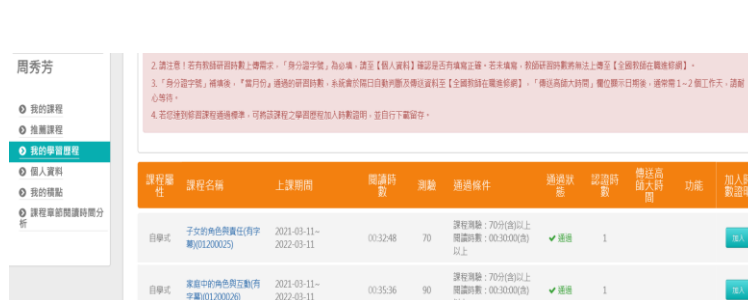 周秀芳
我的課程
推薦課程
我的學習歷程
個人資料
我的積點
課程章節閱讀時間分
析
2. 請注意！若有教師研習時數上傳需求，「身分證字號」為必填，請至【個人資料】確認是否有填寫正確。若未填寫，教師研習時數將無法上傳至【全國教師在職進修網】。
3.「身分證字號」補填後，『當月份』通過的研習時數，系統會於隔日自動判斷及傳送資料至【全國教師在職進修網】，「傳送高師大時間」欄位顯示日期後，通常需1~2個工作天，請耐
心等待。
4. 若您達到修習課程通過標準，可將該課程之學習歷程加入時數證明，並自行下載留存。
課程屬性 課程名稱 上課期間 閱讀時數 測驗 通過條件 通過狀態 認證時數 傳送高師大時間 功能 加入時數證明
自學式 子女的角色與責任(有字幕)(01200025) 2021-03-11~2022-03-11 00:32:48 70 課程測驗：70分(含)以上 閱讀時數：00:30:00(含)以上 通過 1 加入
自學式 家庭中的角色與互動(有字幕)(01200026) 2021-03-11~2022-03-11 00:35:36 90 課程測驗：70分(含)以上 閱讀時數：00:30:00(含) 通過 1 加入